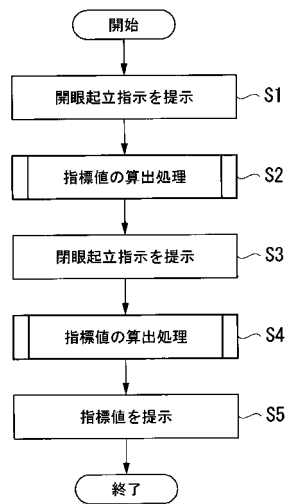 開始
開眼起立指示を提示 S1
指標値の算出処理 S2
閉眼起立指示を提示 S3
指標値の算出処理 S4
指標値を提示 S5
終了